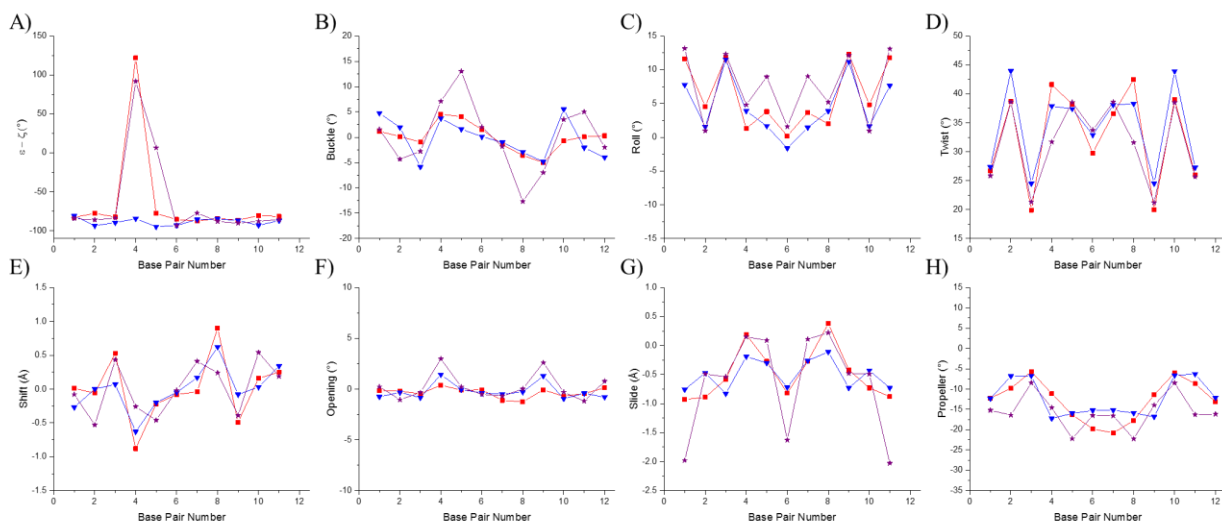 A)
150
100
50
0
-50
-100
ε − ζ (°)
0 2 4 6 8 10 12
Base Pair Number
B)
20
15
10
5
0
-5
-10
-15
-20
Buckle (°)
0 2 4 6 8 10 12
Base Pair Number
C)
15
10
5
0
-5
-10
-15
Roll (°)
0 2 4 6 8 10 12
Base Pair Number
D)
50
45
40
35
30
25
20
15
Twist (°)
0 2 4 6 8 10 12
Base Pair Number
E)
1.5
1.0
0.5
0.0
-0.5
-1.0
-1.5
Shift (Å)
0 2 4 6 8 10 12
Base Pair Number
F)
10
5
0
-5
-10
Opening (°)
0 2 4 6 8 10 12
Base Pair Number
G)
1.0
0.5
0.0
-0.5
-1.0
-1.5
-2.0
-2.5
Slide (Å)
0 2 4 6 8 10 12
Base Pair Number
H)
15
10
5
0
-5
-10
-15
-20
-25
-30
-35
Propeller (°)
0 2 4 6 8 10 12
Base Pair Number